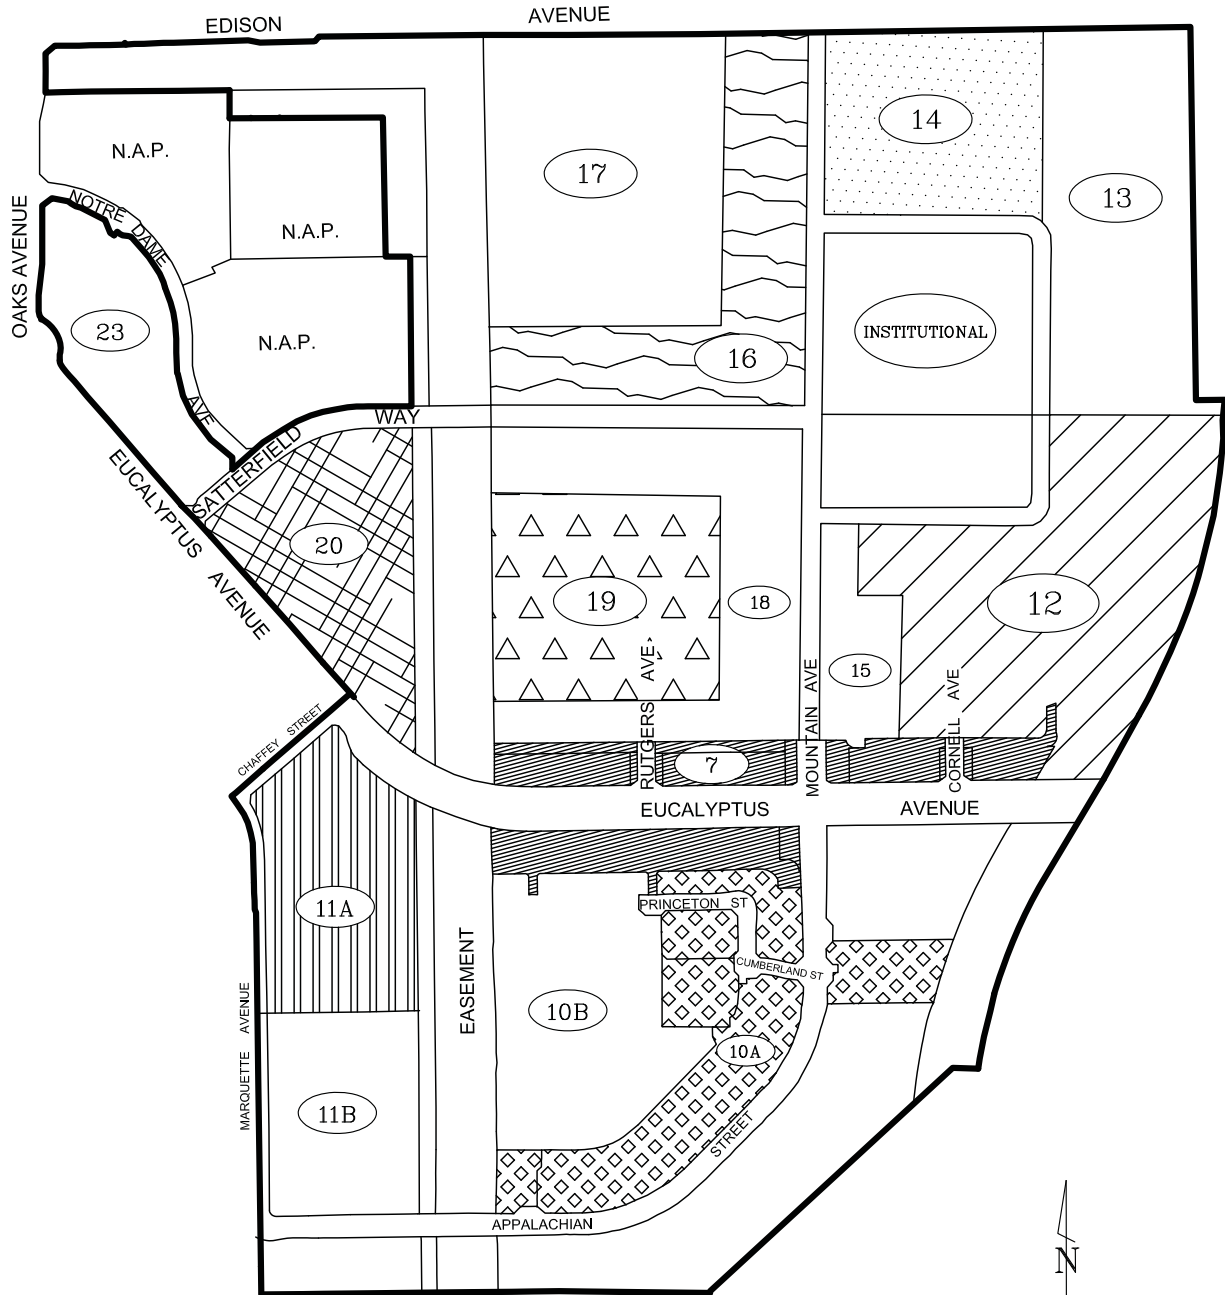 EDISON AVENUE
14
N.A.P.
17
13
NOTRE DAME
N.A.P.
OAKS AVENUE
23
N.A.P.
INSTITUTIONAL
16
AVE
WAY
SATTERFIELD
EUCALYPTUS AVENUE
20
19
18
12
15
RUTGERS AVE
MOUNTAIN AVE
CORNELL AVE
CHAFFEY STREET
7
EUCALYPTUS AVENUE
11A
PRINCETON ST
EASEMENT
CUMBERLAND ST
10B
10A
MARQUETTE AVENUE
11B
STREET
APPALACHIAN
N